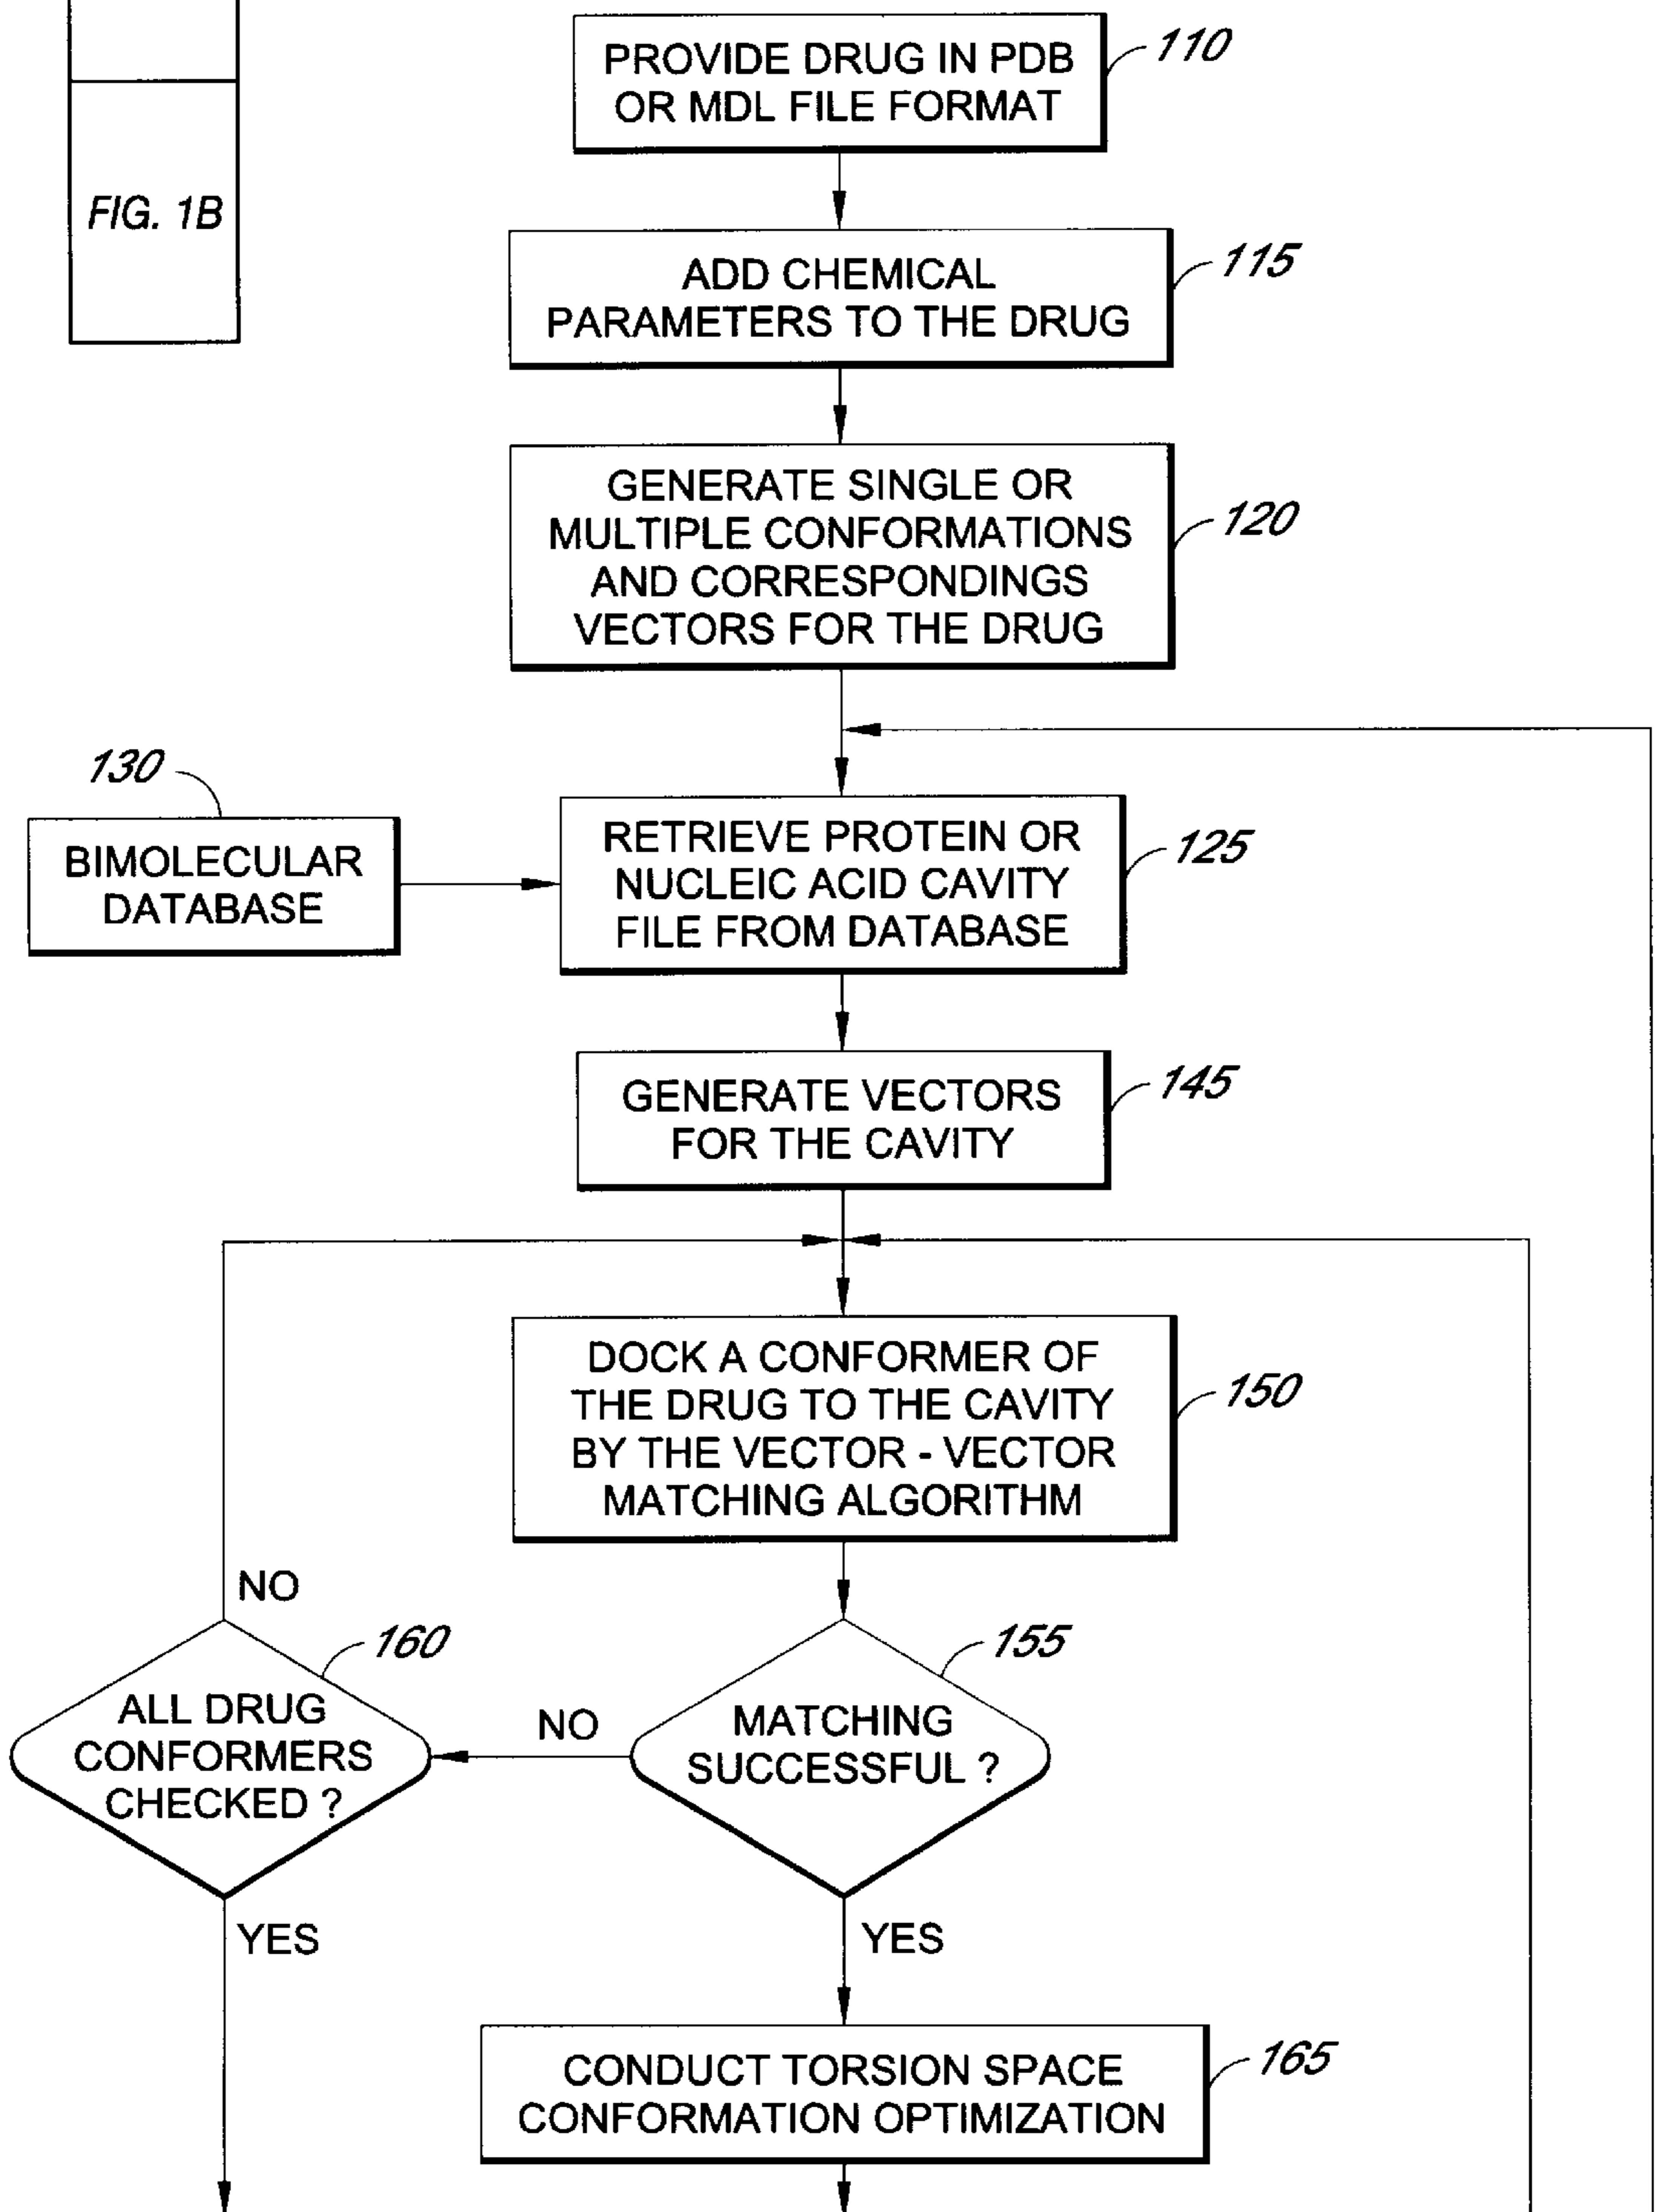 PROVIDE DRUG IN PDB
OR MDL FILE FORMAT
110
FIG. 1B
ADD CHEMICAL
PARAMETERS TO THE DRUG
115
GENERATE SINGLE OR
MULTIPLE CONFORMATIONS
AND CORRESPONDINGS
VECTORS FOR THE DRUG
120
130
BIMOLECULAR
DATABASE
RETRIEVE PROTEIN OR
NUCLEIC ACID CAVITY
FILE FROM DATABASE
125
GENERATE VECTORS
FOR THE CAVITY
145
DOCK A CONFORMER OF
THE DRUG TO THE CAVITY
BY THE VECTOR - VECTOR
MATCHING ALGORITHM
150
NO
160
ALL DRUG
CONFORMERS
CHECKED ?
NO
155
MATCHING
SUCCESSFUL ?
YES
YES
CONDUCT TORSION SPACE
CONFORMATION OPTIMIZATION
165